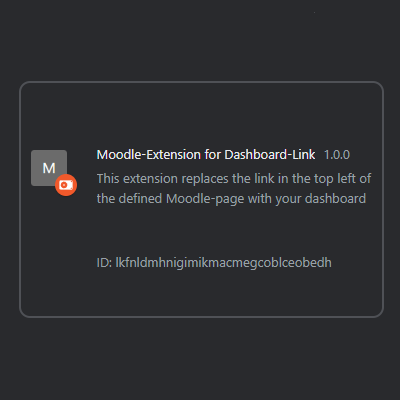 M
Moodle-Extension for Dashboard-Link 1.0.0
This extension replaces the link in the top left of
the defined Moodle-page with your dashboard
ID: lkfnldmhnigimikmacmegcoblceobedh